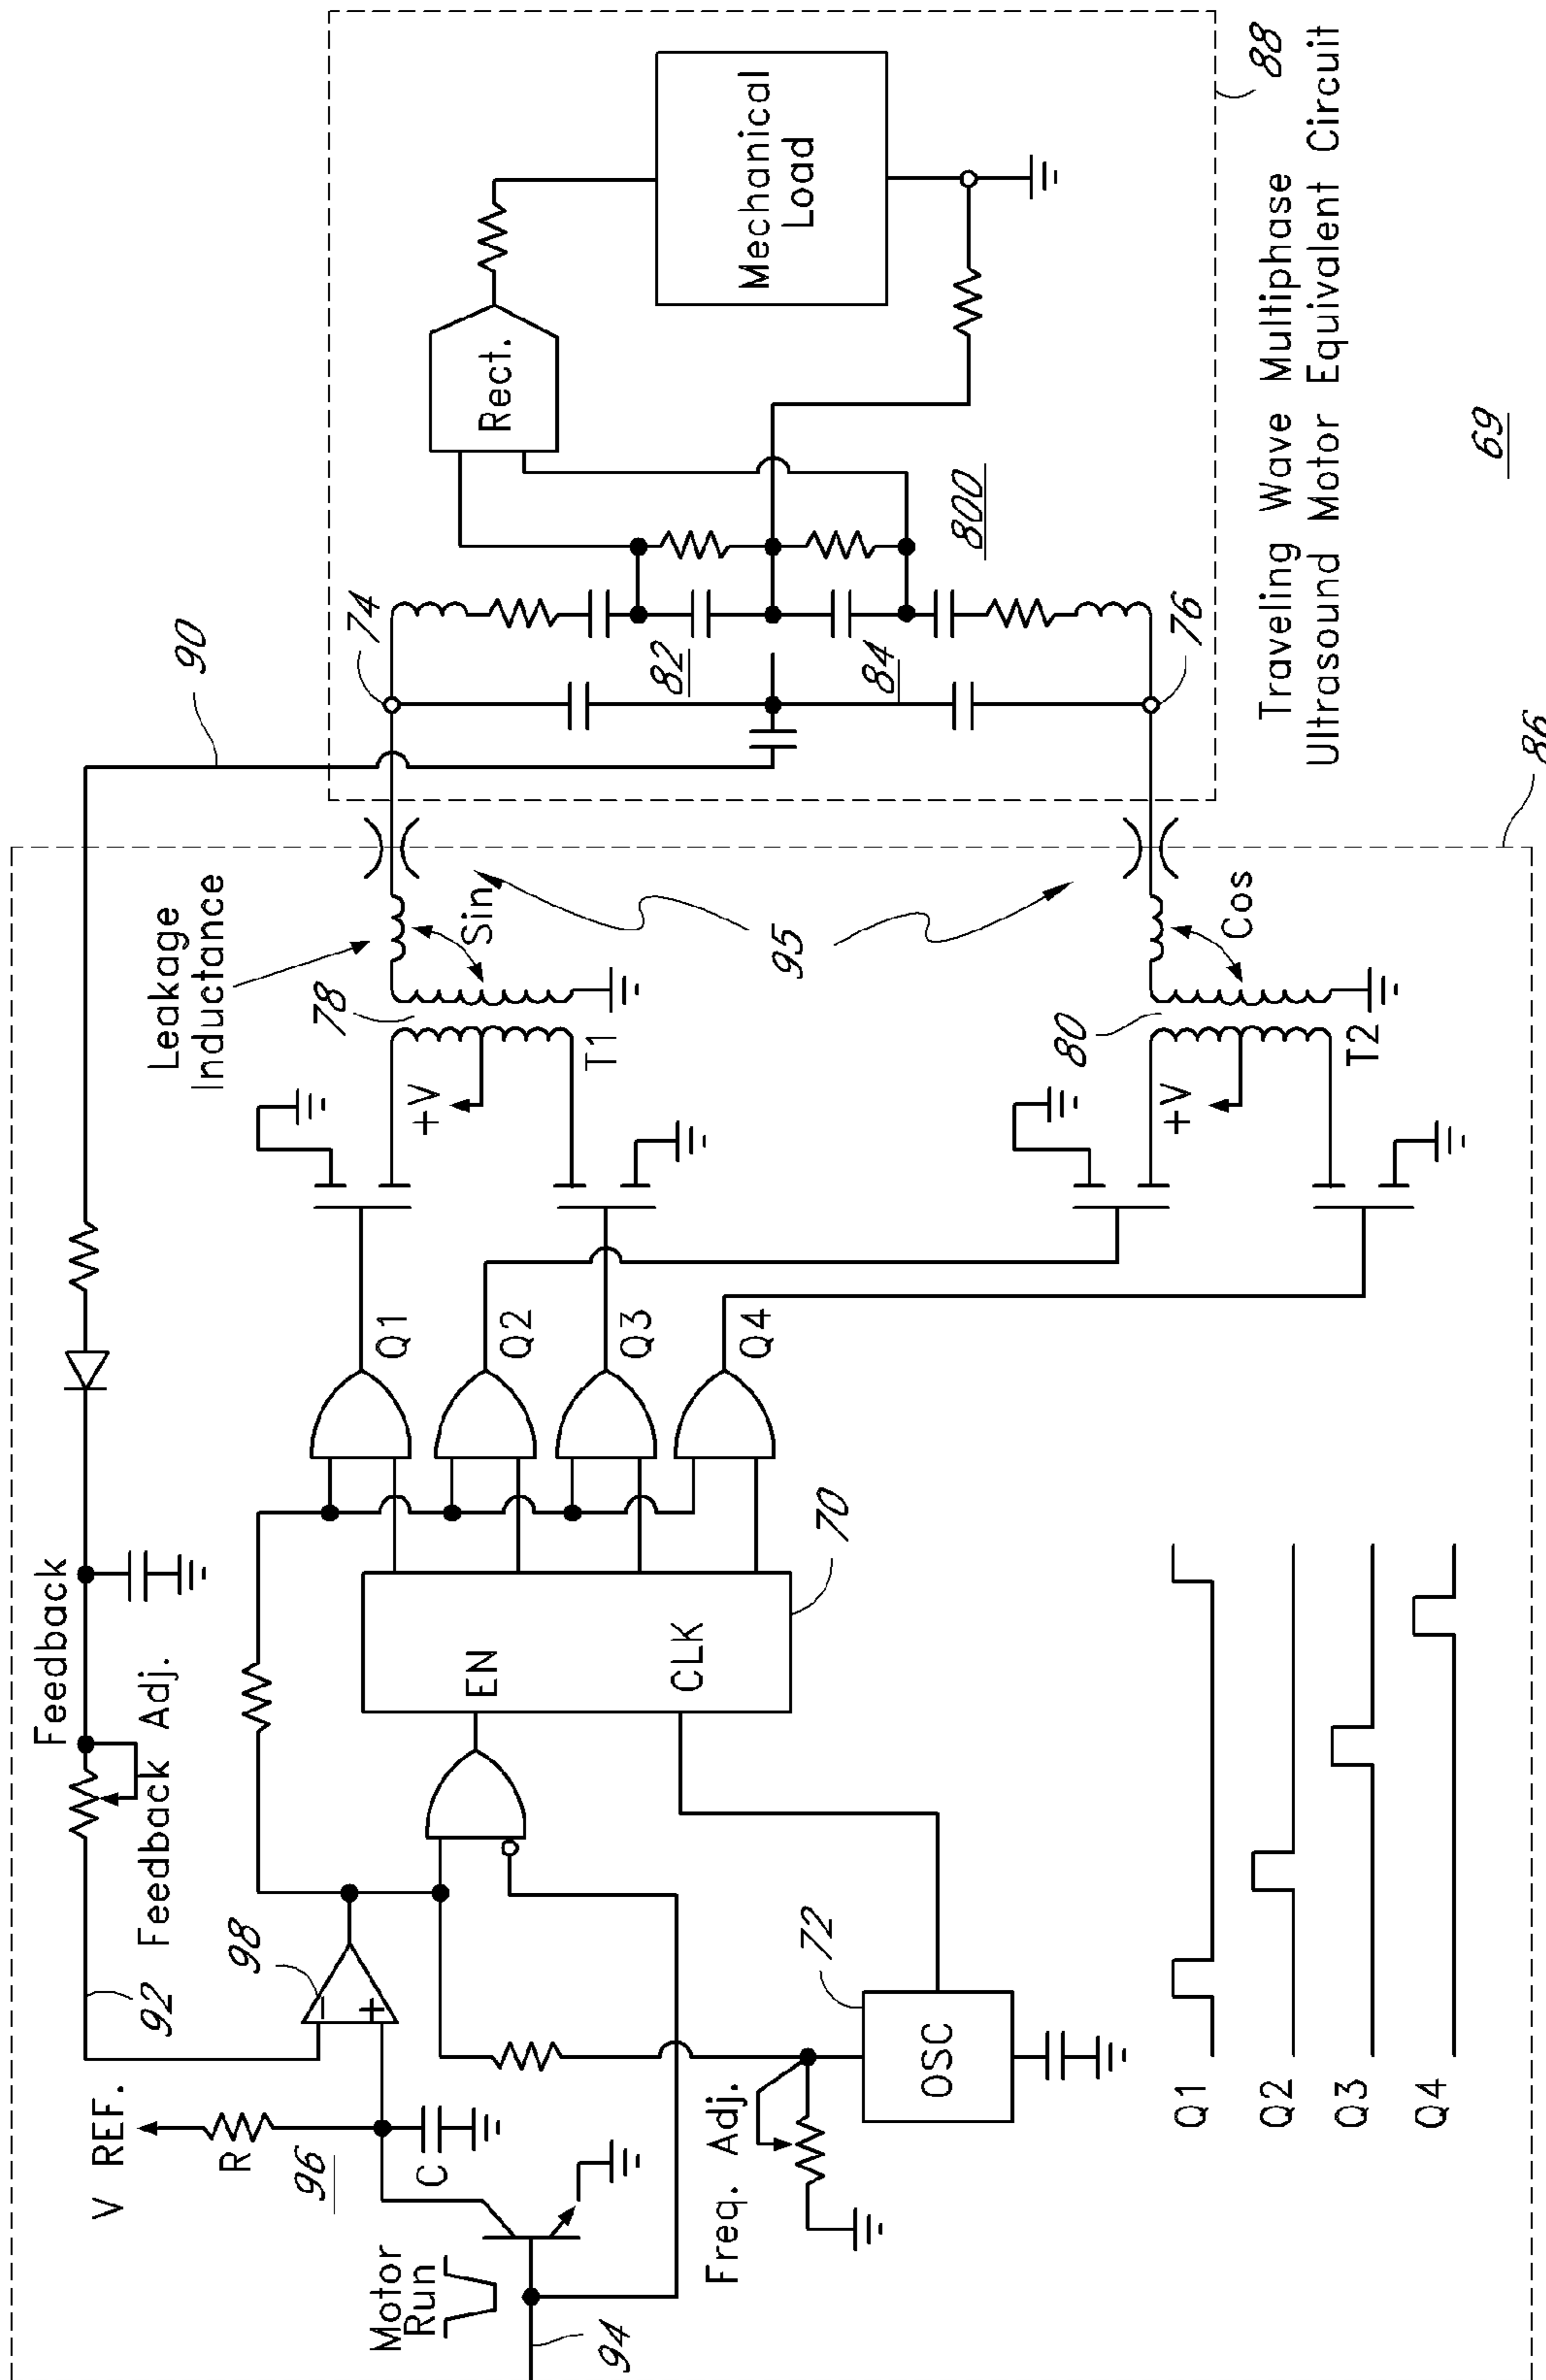 90
92
Feedback
Feedback Adj.
Leakage
Inductance
V REF.
R
96
C
98
−
+
Motor
Run
94
Freq. Adj.
72
OSC
EN
CLK
70
Q1
Q2
Q3
Q4
+V
78
T1
Sin
95
+V
80
T2
Cos
74
82
84
76
800
Rect.
Mechanical
Load
88
Traveling Wave Multiphase
Ultrasound Motor Equivalent Circuit
86
Q1
Q2
Q3
Q4
69